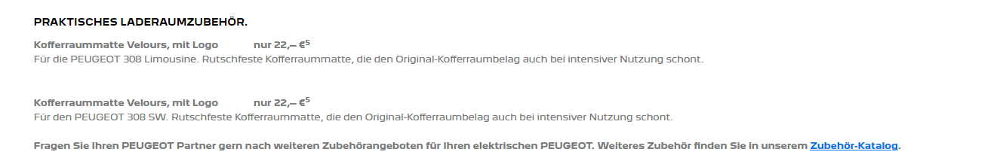 PRAKTISCHES LADERAUMZUBEHÖR.
Kofferraummatte Velours, mit Logo nur 22,– €⁵
Für die PEUGEOT 308 Limousine. Rutschfeste Kofferraummatte, die den Original-Kofferraumbelag auch bei intensiver Nutzung schont.
Kofferraummatte Velours, mit Logo nur 22,– €⁵
Für den PEUGEOT 308 SW. Rutschfeste Kofferraummatte, die den Original-Kofferraumbelag auch bei intensiver Nutzung schont.
Fragen Sie Ihren PEUGEOT Partner gern nach weiteren Zubehörangeboten für Ihren elektrischen PEUGEOT. Weiteres Zubehör finden Sie in unserem Zubehör-Katalog.